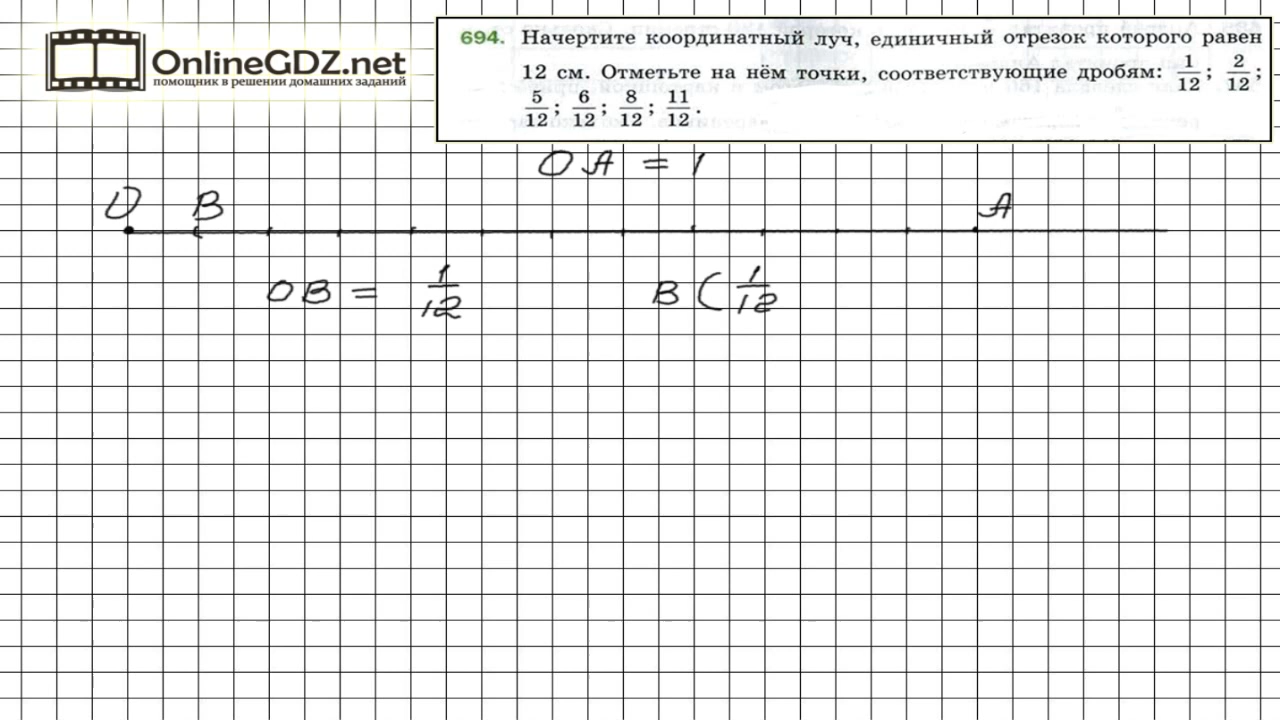 OnlineGDZ.net
помощник в решении домашних заданий
694. Начертите координатный луч, единичный отрезок которого равен
12 см. Отметьте на нём точки, соответствующие дробям: 1/12; 2/12;
5/12; 6/12; 8/12; 11/12.
OA = 1
O B A
OB = 1/12 B (1/12